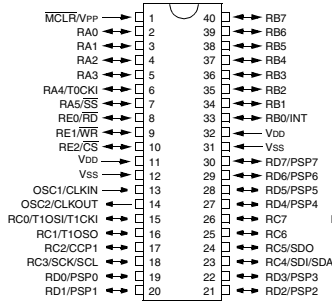 MCLR/VPP 1 40 RB7
RA0 2 39 RB6
RA1 3 38 RB5
RA2 4 37 RB4
RA3 5 36 RB3
RA4/T0CKI 6 35 RB2
RA5/SS 7 34 RB1
RE0/RD 8 33 RB0/INT
RE1/WR 9 32 VDD
RE2/CS 10 31 VSS
VDD 11 30 RD7/PSP7
VSS 12 29 RD6/PSP6
OSC1/CLKIN 13 28 RD5/PSP5
OSC2/CLKOUT 14 27 RD4/PSP4
RC0/T1OSI/T1CKI 15 26 RC7
RC1/T1OSO 16 25 RC6
RC2/CCP1 17 24 RC5/SDO
RC3/SCK/SCL 18 23 RC4/SDI/SDA
RD0/PSP0 19 22 RD3/PSP3
RD1/PSP1 20 21 RD2/PSP2